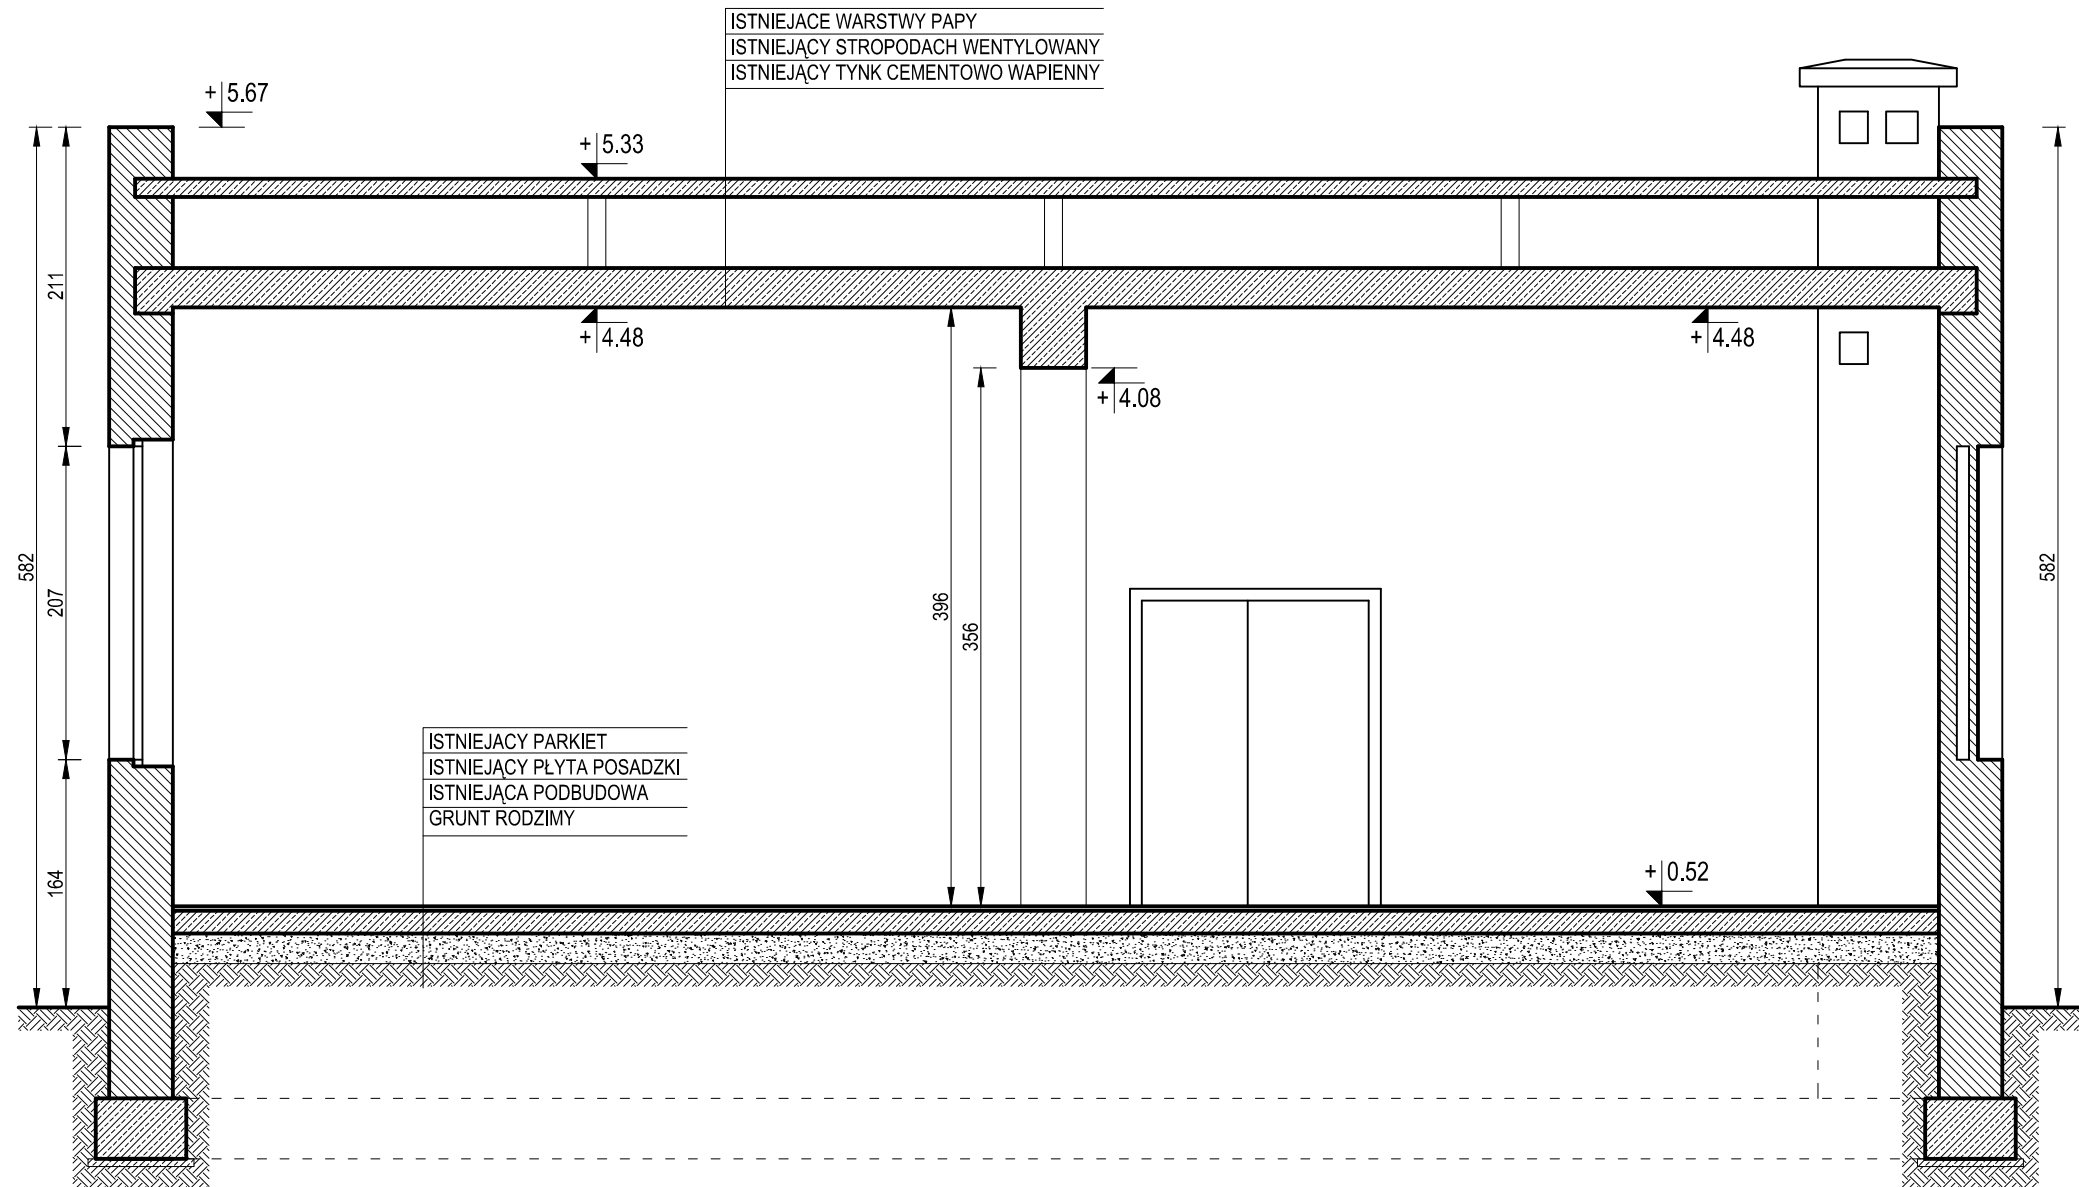 ISTNIEJACE WARSTWY PAPY
ISTNIEJĄCY STROPODACH WENTYLOWANY
ISTNIEJĄCY TYNK CEMENTOWO WAPIENNY
+ 5.67
+ 5.33
211
+ 4.48
+ 4.48
+ 4.08
582
207
396
356
582
ISTNIEJACY PARKIET
ISTNIEJĄCY PŁYTA POSADZKI
ISTNIEJĄCA PODBUDOWA
GRUNT RODZIMY
164
+ 0.52